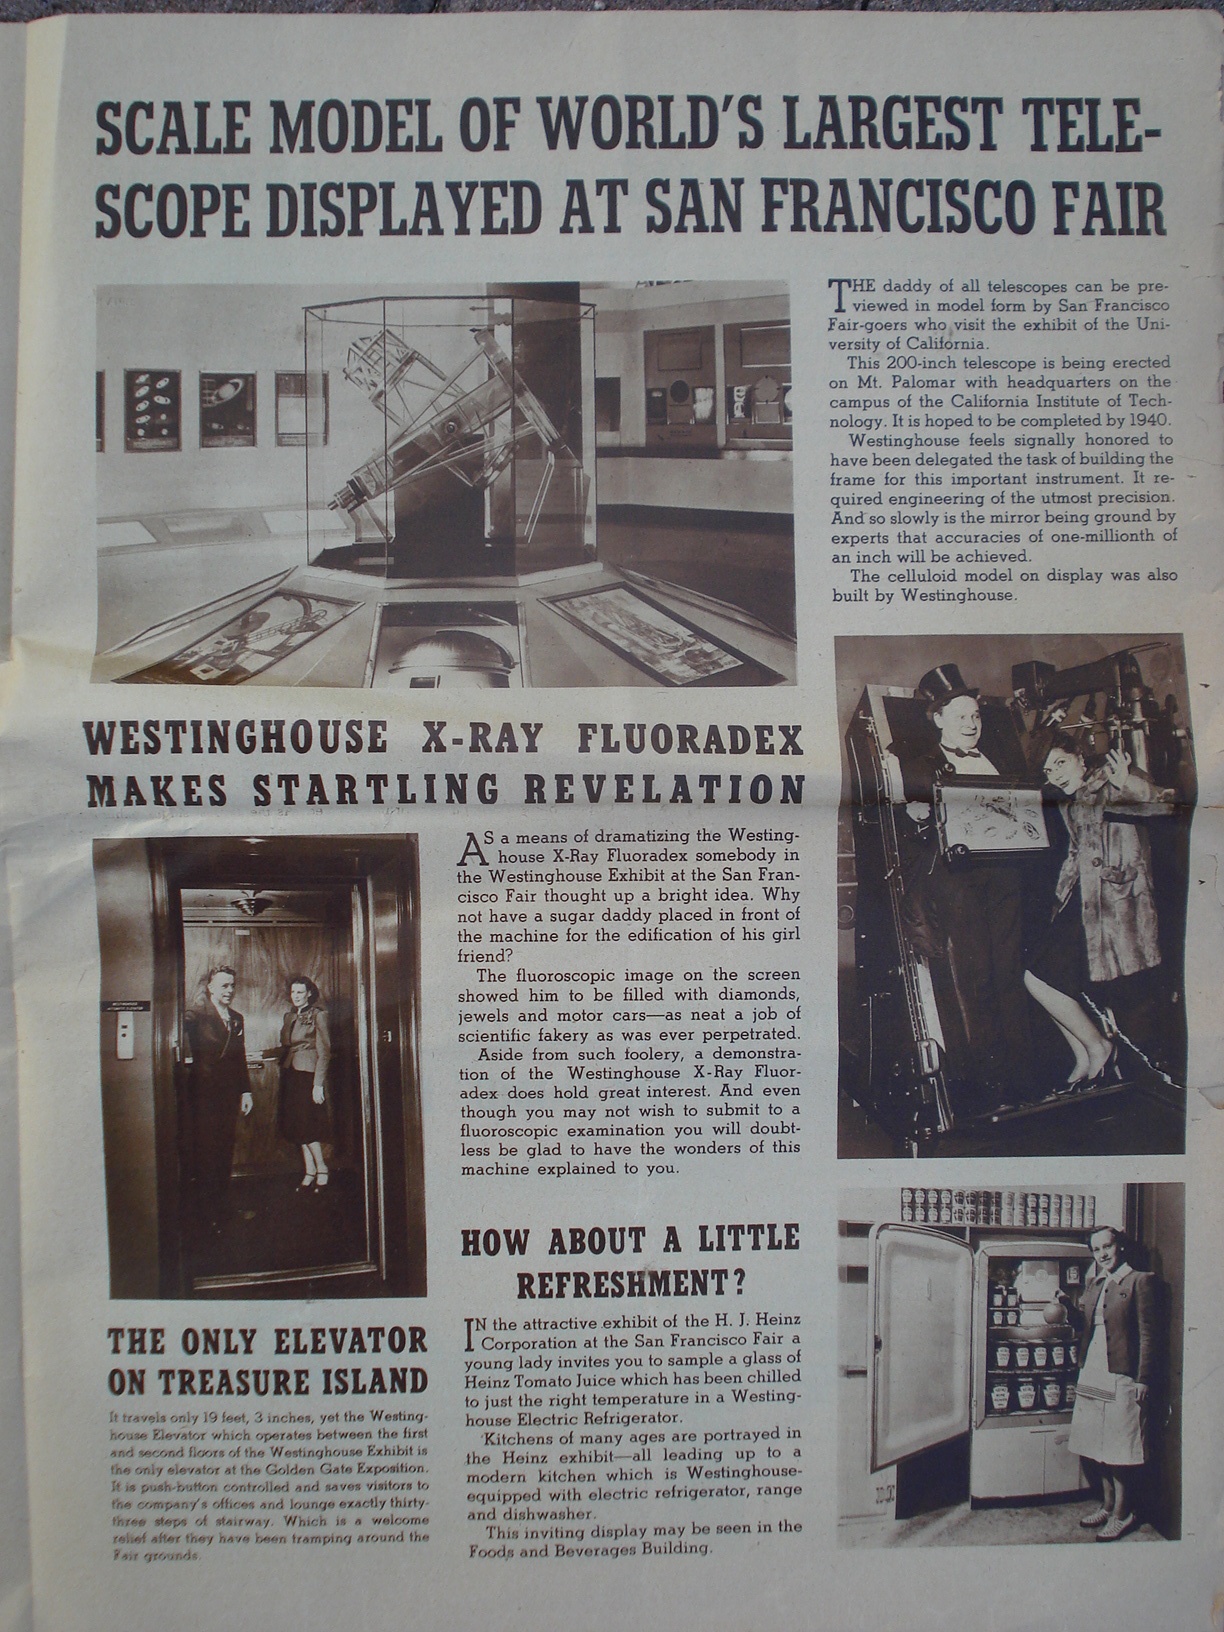 SCALE MODEL OF WORLD'S LARGEST TELE-
SCOPE DISPLAYED AT SAN FRANCISCO FAIR
THE daddy of all telescopes can be pre-
viewed in model form by San Francisco
Fair-goers who visit the exhibit of the Uni-
versity of California.
This 200-inch telescope is being erected
on Mt. Palomar with headquarters on the
campus of the California Institute of Tech-
nology. It is hoped to be completed by 1940.
Westinghouse feels signally honored to
have been delegated the task of building the
frame for this important instrument. It re-
quired engineering of the utmost precision.
And so slowly is the mirror being ground by
experts that accuracies of one-millionth of
an inch will be achieved.
The celluloid model on display was also
built by Westinghouse.
WESTINGHOUSE X-RAY FLUORADEX
MAKES STARTLING REVELATION
AS a means of dramatizing the Westing-
house X-Ray Fluoradex somebody in
the Westinghouse Exhibit at the San Fran-
cisco Fair thought up a bright idea. Why
not have a sugar daddy placed in front of
the machine for the edification of his girl
friend?
The fluoroscopic image on the screen
showed him to be filled with diamonds,
jewels and motor cars—as neat a job of
scientific fakery as was ever perpetrated.
Aside from such foolery, a demonstra-
tion of the Westinghouse X-Ray Fluor-
adex does hold great interest. And even
though you may not wish to submit to a
fluoroscopic examination you will doubt-
less be glad to have the wonders of this
machine explained to you.
THE ONLY ELEVATOR
ON TREASURE ISLAND
It travels only 19 feet, 3 inches, yet the Westing-
house Elevator which operates between the first
and second floors of the Westinghouse Exhibit is
the only elevator at the Golden Gate Exposition.
It is push-button controlled and saves visitors to
the company's offices and lounge exactly thirty-
three steps of stairway. Which is a welcome
relief after they have been tramping around the
Fair grounds.
HOW ABOUT A LITTLE
REFRESHMENT?
IN the attractive exhibit of the H. J. Heinz
Corporation at the San Francisco Fair a
young lady invites you to sample a glass of
Heinz Tomato Juice which has been chilled
to just the right temperature in a Westing-
house Electric Refrigerator.
Kitchens of many ages are portrayed in
the Heinz exhibit—all leading up to a
modern kitchen which is Westinghouse-
equipped with electric refrigerator, range
and dishwasher.
This inviting display may be seen in the
Foods and Beverages Building.